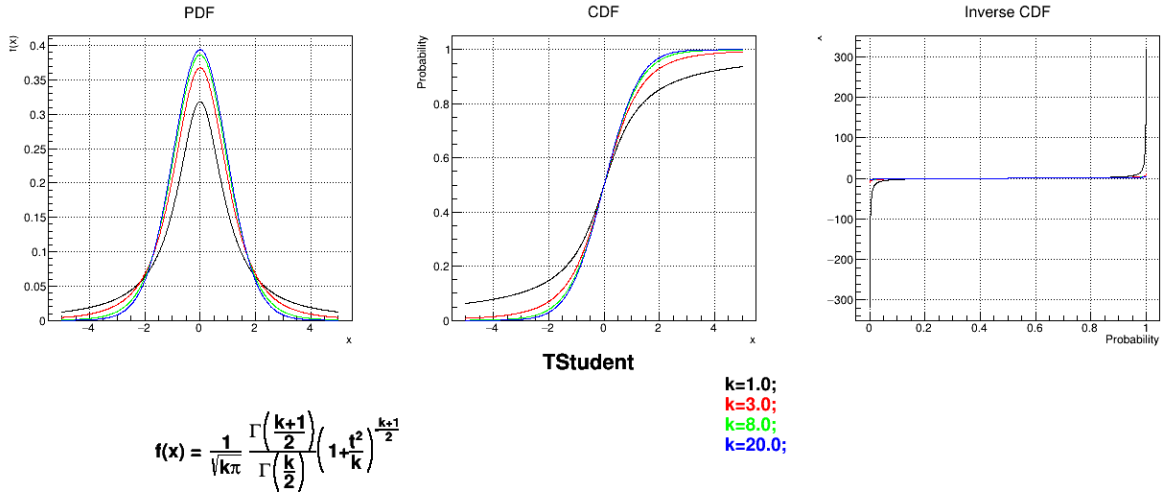 PDF
CDF
Inverse CDF
f(x)
0.4
0.35
0.3
0.25
0.2
0.15
0.1
0.05
0
−4
−2
0
2
4
x
Probability
1
0.8
0.6
0.4
0.2
0
−4
−2
0
2
4
x
300
200
100
0
−100
−200
−300
0
0.2
0.4
0.6
0.8
1
Probability
TStudent
k=1.0;
k=3.0;
k=8.0;
k=20.0;
f(x) = 1/√kπ Γ(k+1/2)/Γ(k/2) (1+t²/k)^k+1/2